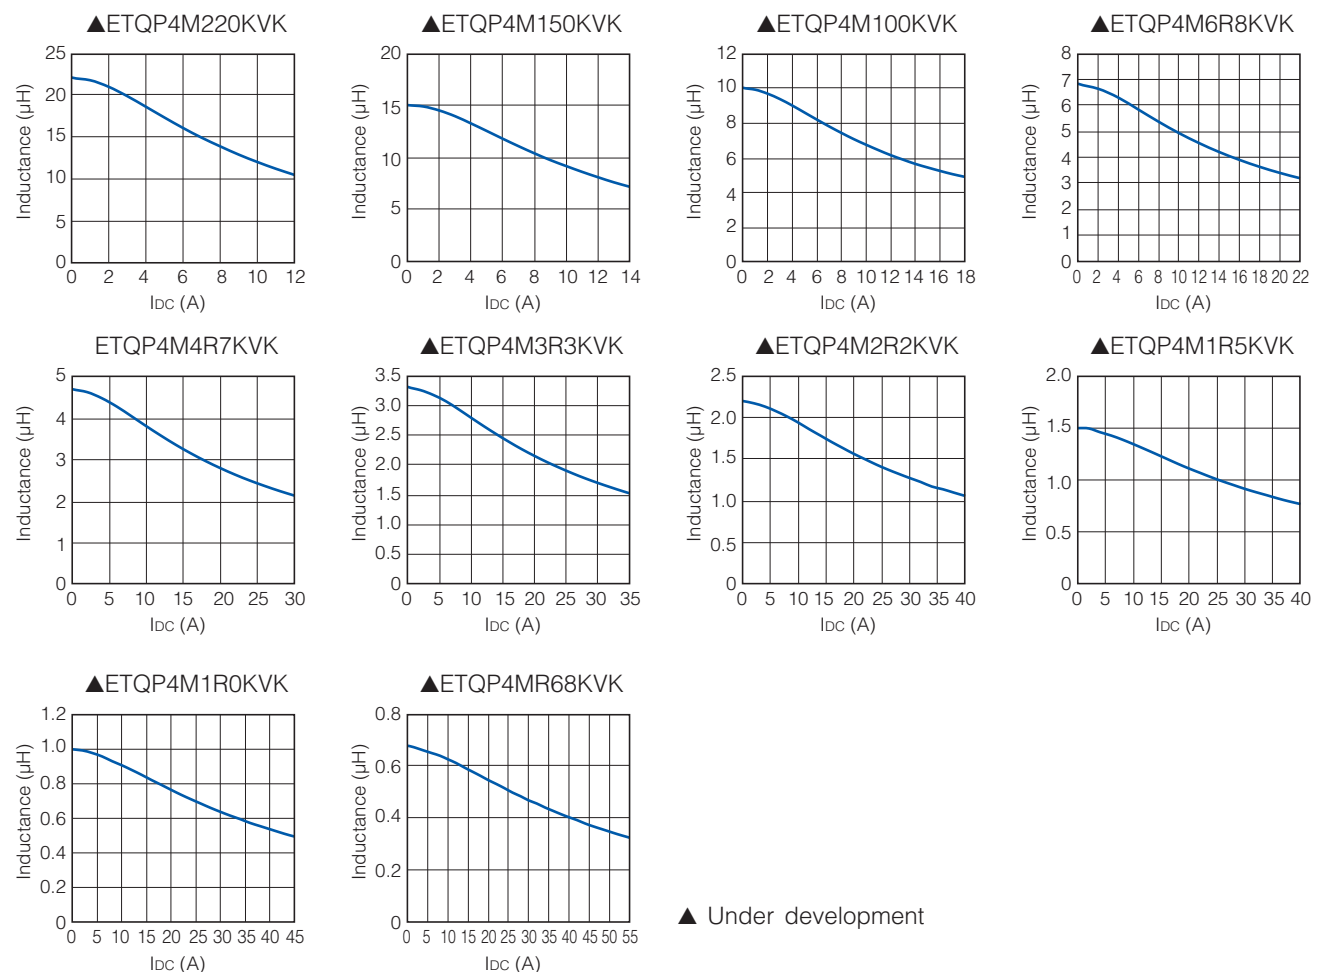 ▲ETQP4M220KVK
25
20
15
10
5
0
Inductance (μH)
0 2 4 6 8 10 12
IDC (A)
▲ETQP4M150KVK
20
15
10
5
0
Inductance (μH)
0 2 4 6 8 10 12 14
IDC (A)
▲ETQP4M100KVK
12
10
8
6
4
2
0
Inductance (μH)
0 2 4 6 8 10 12 14 16 18
IDC (A)
▲ETQP4M6R8KVK
8
7
6
5
4
3
2
1
0
Inductance (μH)
0 2 4 6 8 10 12 14 16 18 20 22
IDC (A)
ETQP4M4R7KVK
5
4
3
2
1
0
Inductance (μH)
0 5 10 15 20 25 30
IDC (A)
▲ETQP4M3R3KVK
3.5
3.0
2.5
2.0
1.5
1.0
0.5
0
Inductance (μH)
0 5 10 15 20 25 30 35
IDC (A)
▲ETQP4M2R2KVK
2.5
2.0
1.5
1.0
0.5
0
Inductance (μH)
0 5 10 15 20 25 30 35 40
IDC (A)
▲ETQP4M1R5KVK
2.0
1.5
1.0
0.5
0
Inductance (μH)
0 5 10 15 20 25 30 35 40
IDC (A)
▲ETQP4M1R0KVK
1.2
1.0
0.8
0.6
0.4
0.2
0
Inductance (μH)
0 5 10 15 20 25 30 35 40 45
IDC (A)
▲ETQP4MR68KVK
0.8
0.6
0.4
0.2
0
Inductance (μH)
0 5 10 15 20 25 30 35 40 45 50 55
IDC (A)
▲ Under development